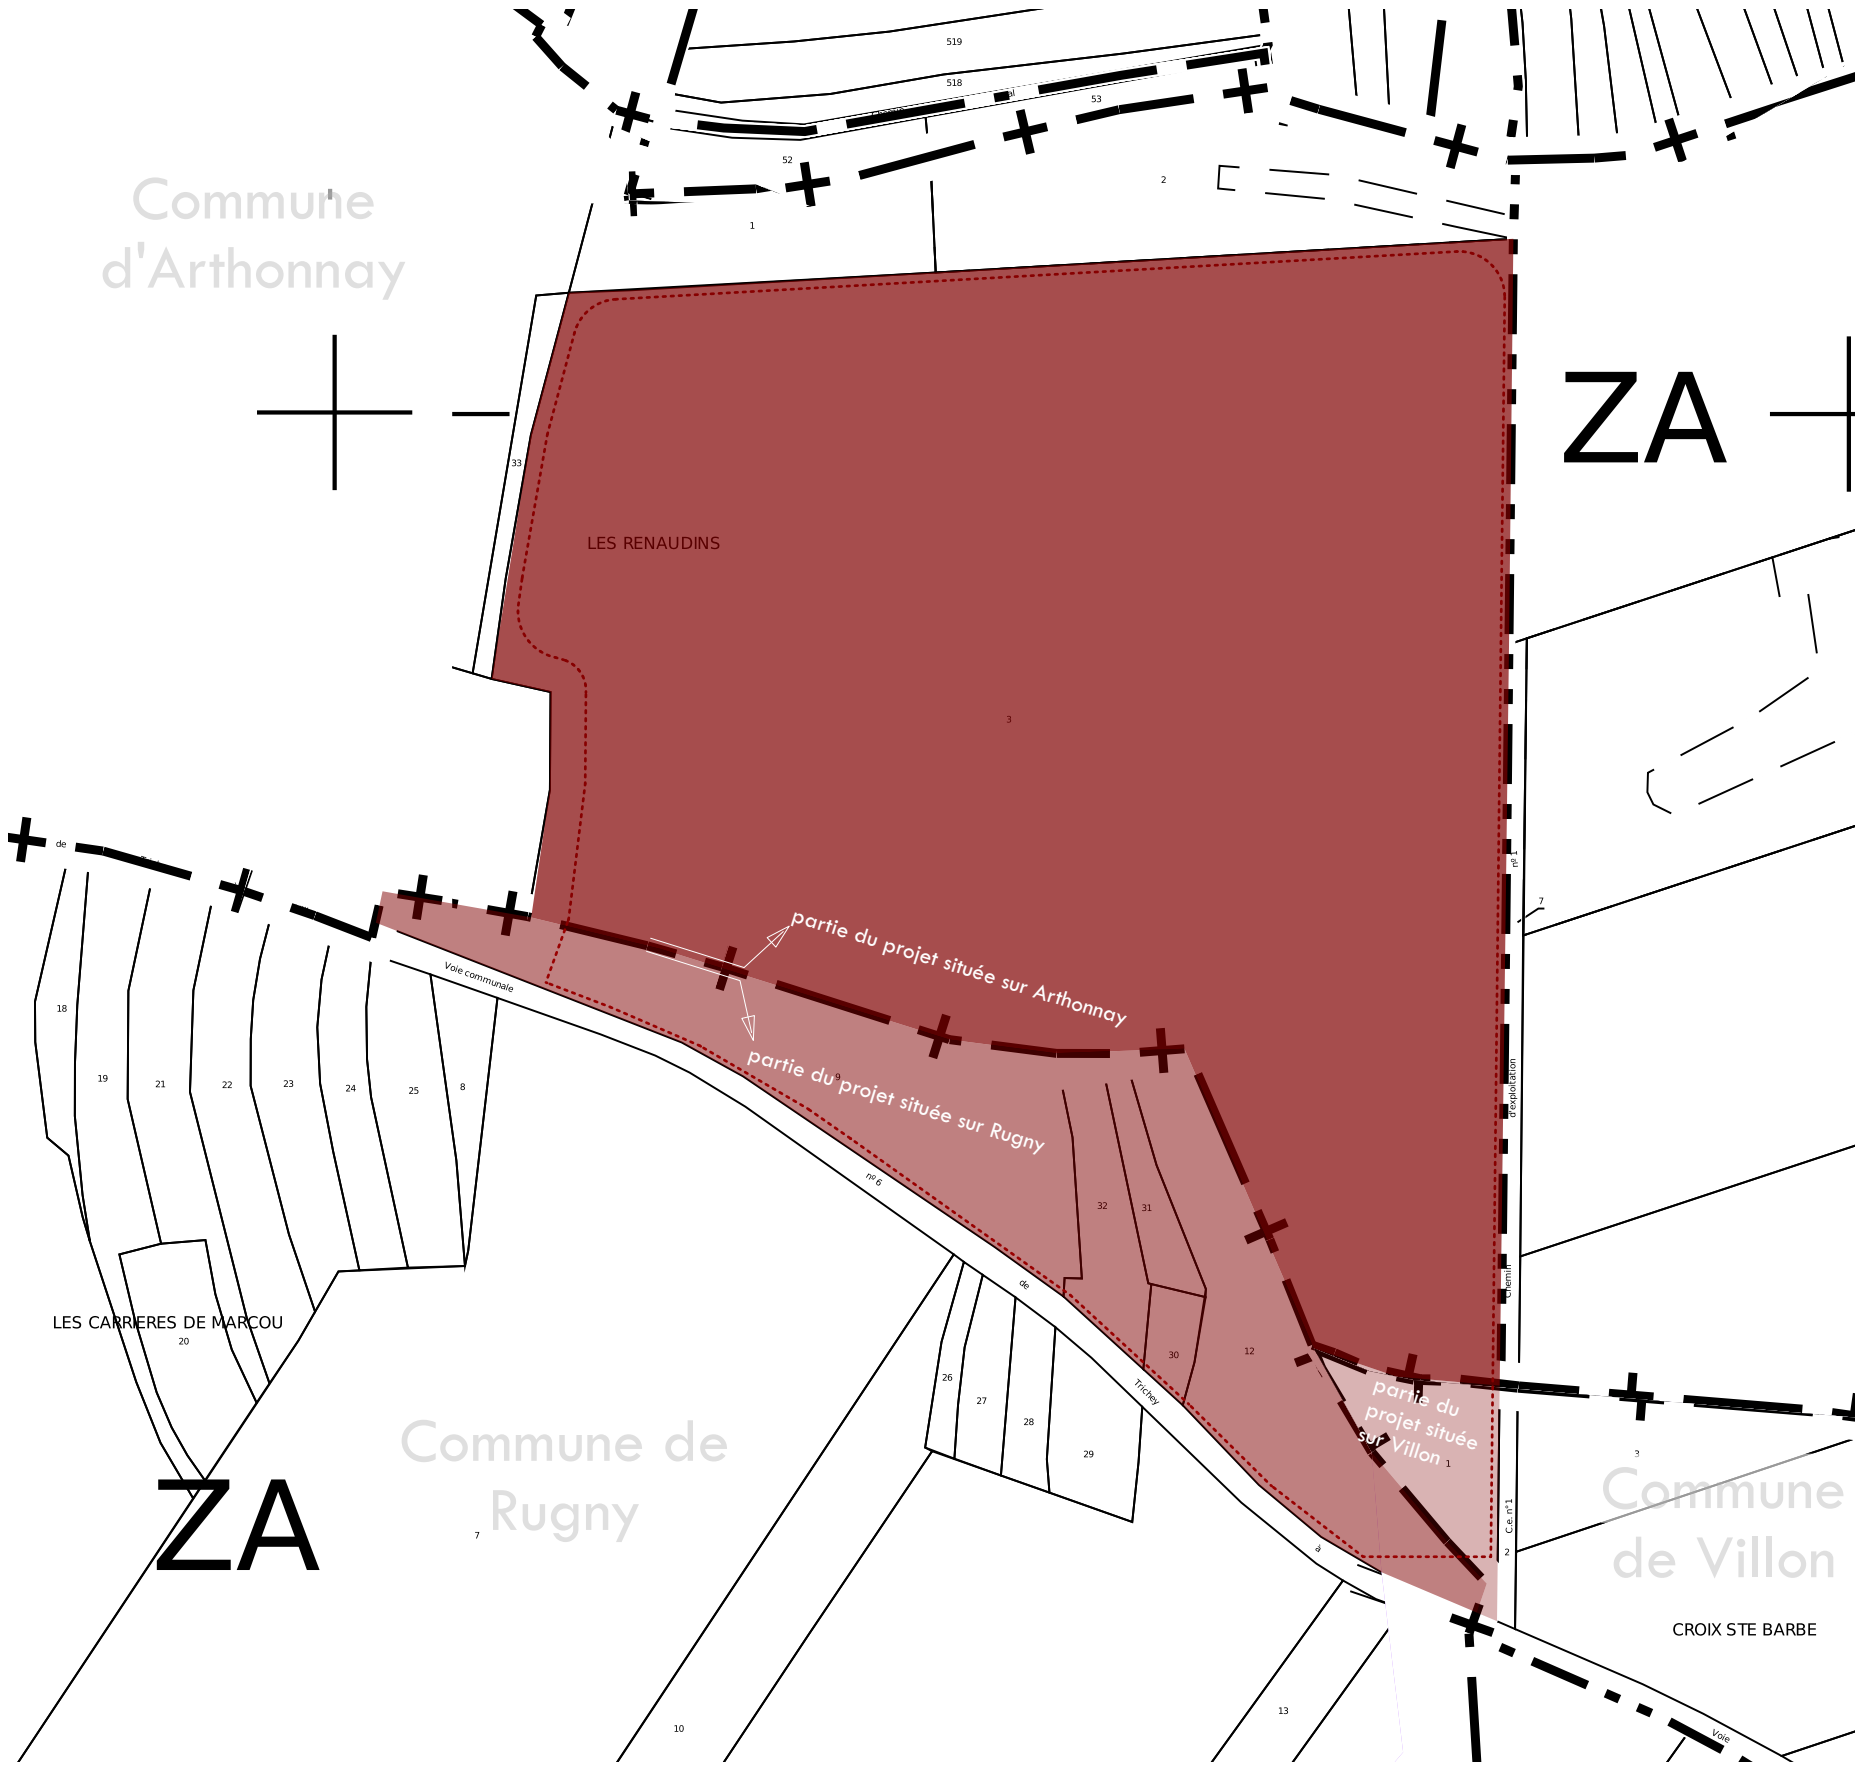 519
518
53
52
2
1
Commune
d'Arthonnay
ZA
33
LES RENAUDINS
3
de
nº 1
7
partie du projet située sur Arthonnay
Voie communale
18
19
21
22
23
24
25
8
9
partie du projet située sur Rugny
d'exploitation
nº 6
32
31
Chemin
de
LES CARRIERES DE MARCOU
20
30
12
26
27
28
29
Trichey
partie du
projet située
sur Villon
1
3
Commune de
Rugny
Commune
de Villon
ZA
7
C.e. n°1
2
à
CROIX STE BARBE
10
13
Voie